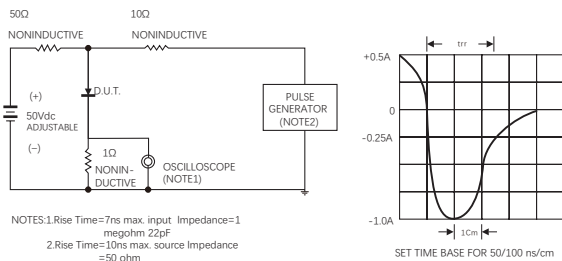 50Ω
NONINDUCTIVE
10Ω
NONINDUCTIVE
D.U.T.
(+)
50Vdc
ADJUSTABLE
(−)
1Ω
NONIN-
DUCTIVE
OSCILLOSCOPE
(NOTE1)
PULSE
GENERATOR
(NOTE2)
NOTES:1.Rise Time=7ns max. input Impedance=1
megohm 22pF
2.Rise Time=10ns max. source Impedance
=50 ohm
trr
+0.5A
0
-0.25A
-1.0A
1Cm
SET TIME BASE FOR 50/100 ns/cm